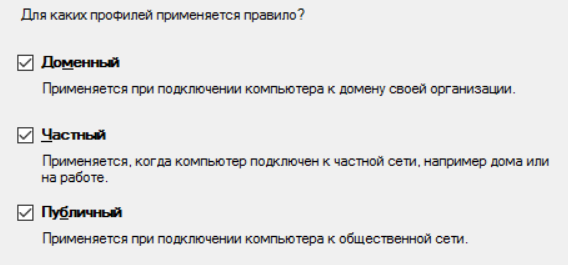 Для каких профилей применяется правило?
Доменный
Применяется при подключении компьютера к домену своей организации.
Частный
Применяется, когда компьютер подключен к частной сети, например дома или
на работе.
Публичный
Применяется при подключении компьютера к общественной сети.